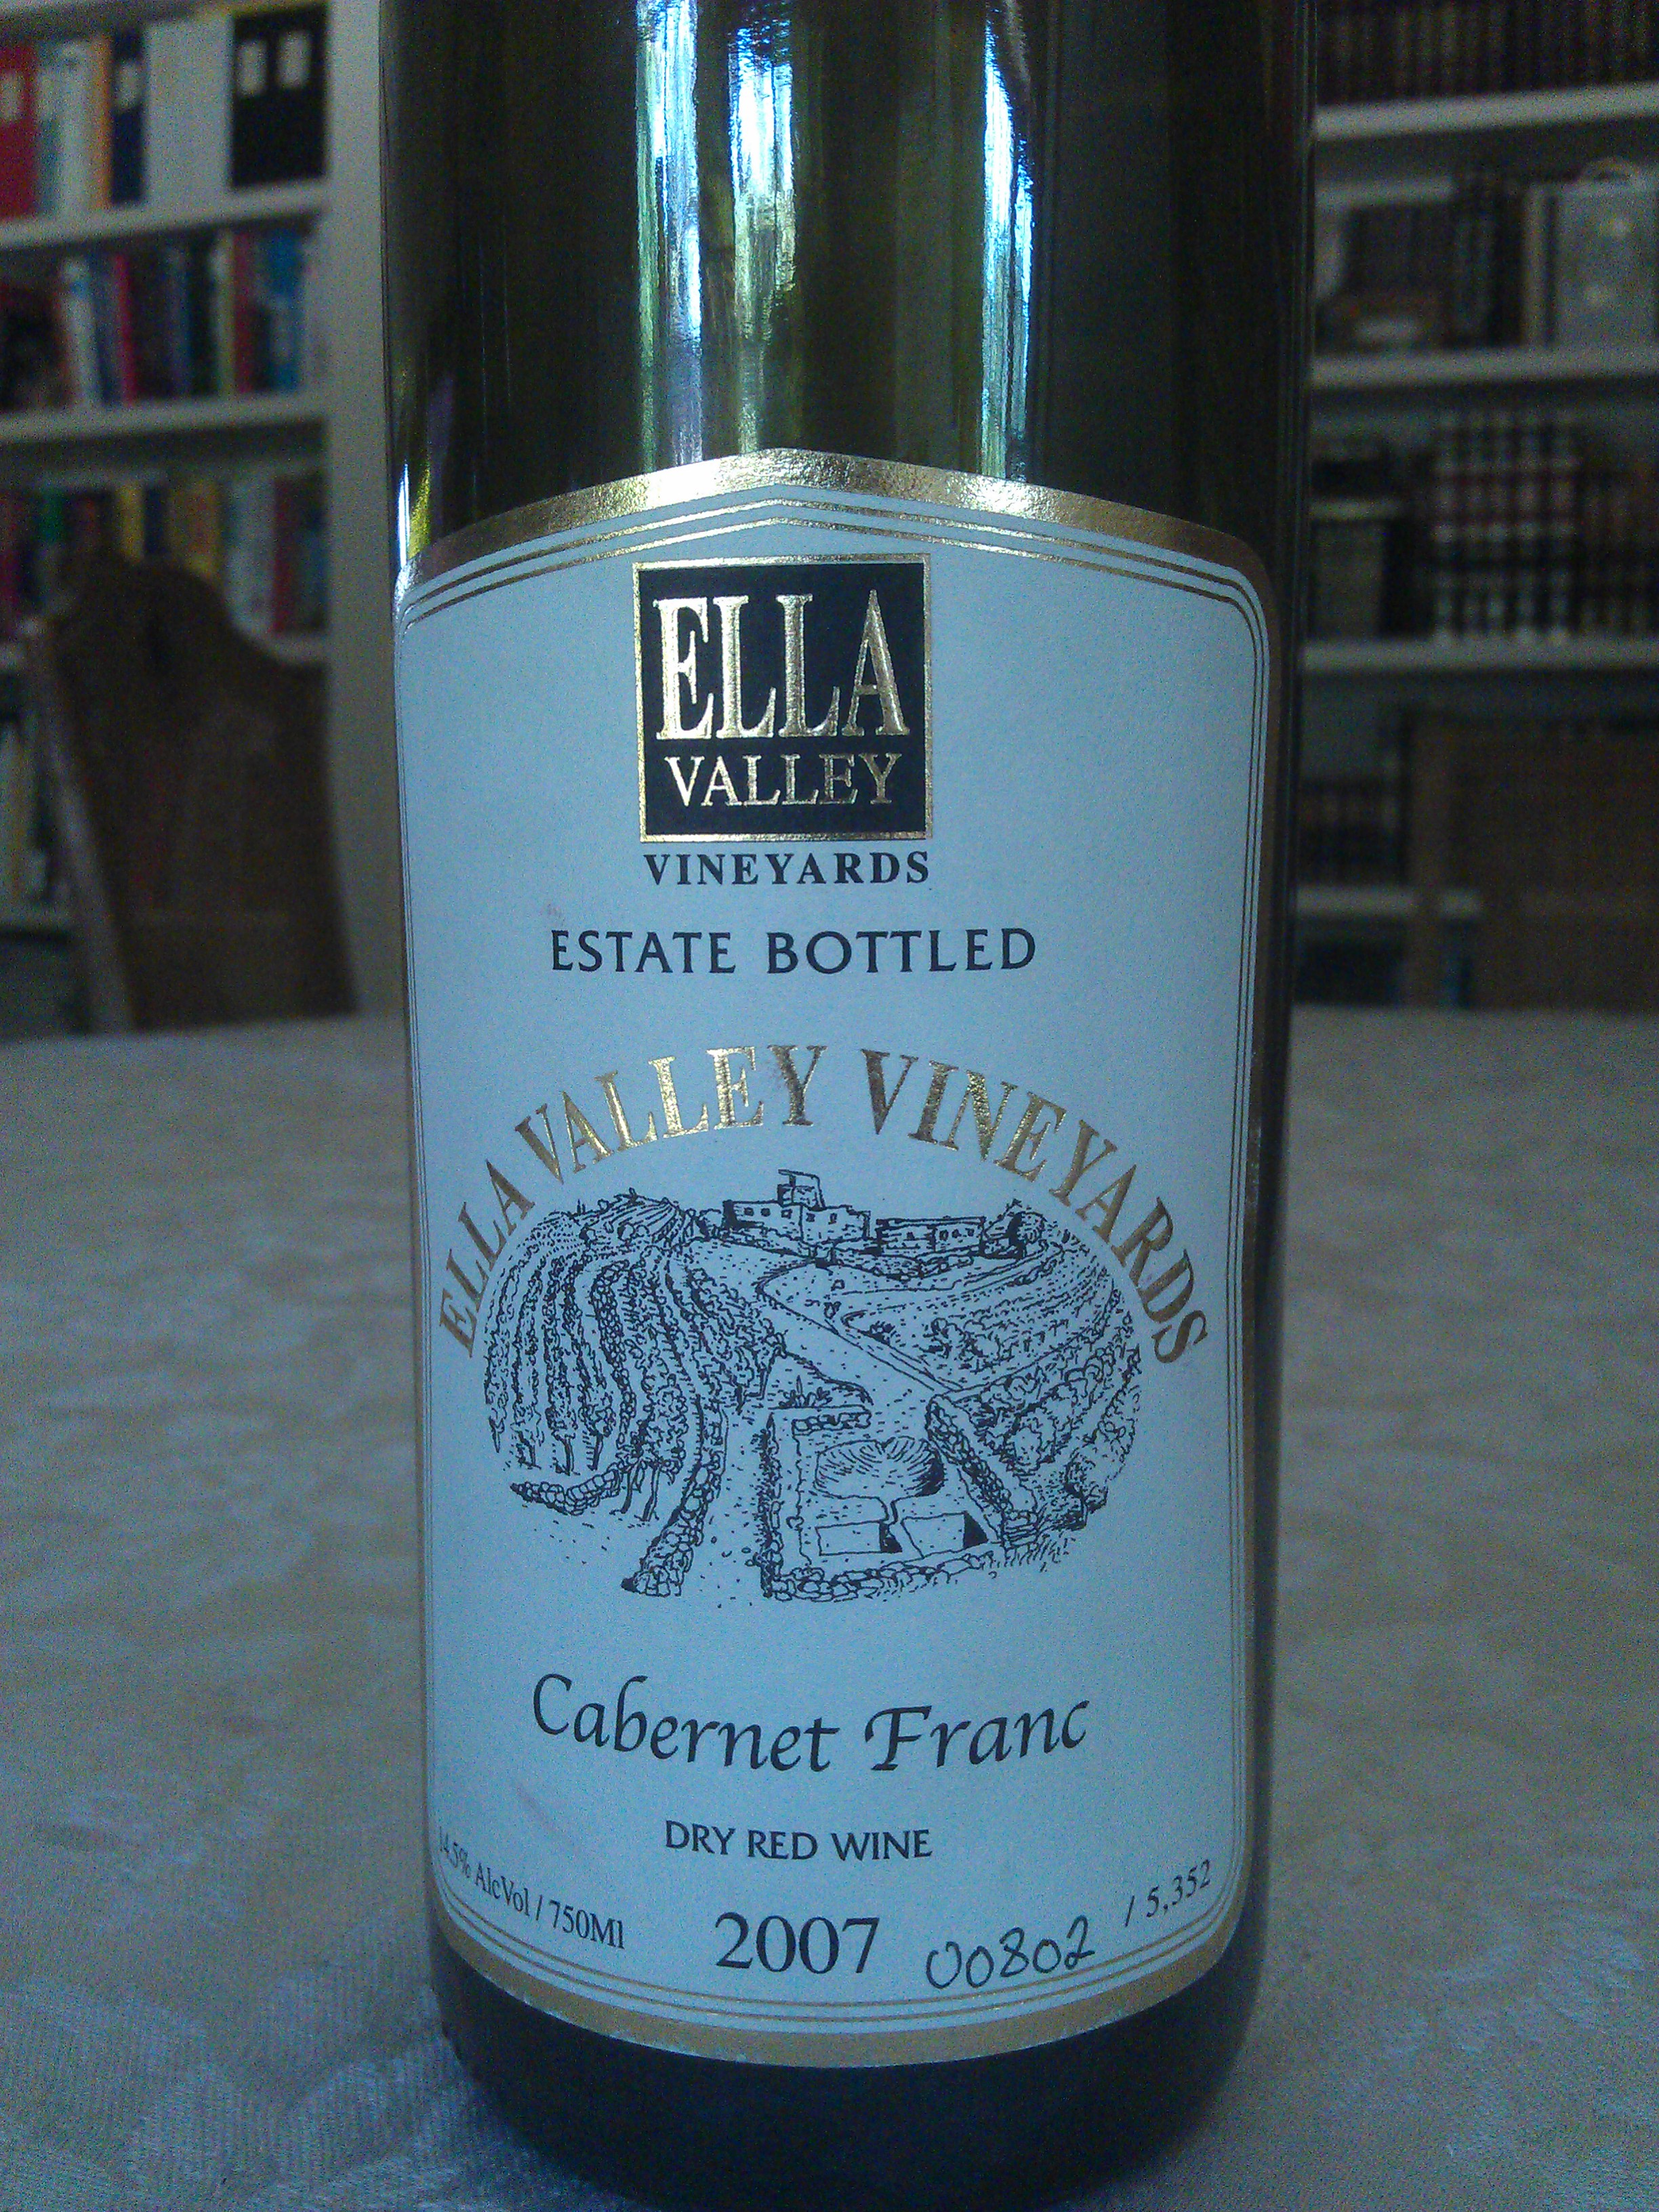 ELLA
VALLEY
VINEYARDS
ESTATE BOTTLED
ELLA VALLEY VINEYARDS
Cabernet Franc
DRY RED WINE
14.5% AlcVol / 750Ml
2007
00802 / 5,352